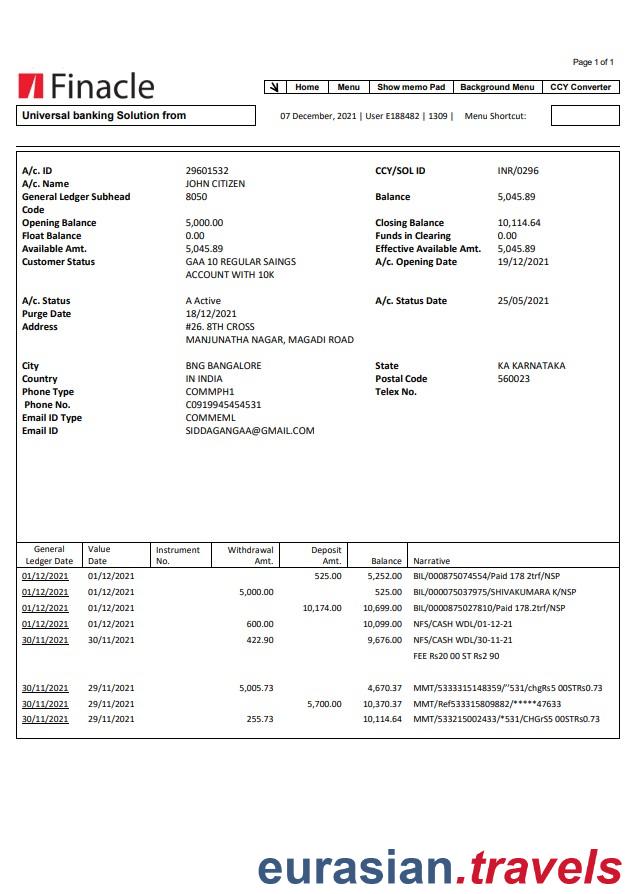 Page 1 of 1
Finacle
Home Menu Show memo Pad Background Menu CCY Converter
Universal banking Solution from
07 December, 2021 | User E188482 | 1309 | Menu Shortcut:
A/c. ID 29601532 CCY/SOL ID INR/0296
A/c. Name JOHN CITIZEN
General Ledger Subhead 8050 Balance 5,045.89
Code
Opening Balance 5,000.00 Closing Balance 10,114.64
Float Balance 0.00 Funds in Clearing 0.00
Available Amt. 5,045.89 Effective Available Amt. 5,045.89
Customer Status GAA 10 REGULAR SAINGS A/c. Opening Date 19/12/2021
ACCOUNT WITH 10K
A/c. Status A Active A/c. Status Date 25/05/2021
Purge Date 18/12/2021
Address #26. 8TH CROSS
MANJUNATHA NAGAR, MAGADI ROAD
City BNG BANGALORE State KA KARNATAKA
Country IN INDIA Postal Code 560023
Phone Type COMMPH1 Telex No.
Phone No. C0919945454531
Email ID Type COMMEML
Email ID SIDDAGANGAA@GMAIL.COM
General Value Instrument Withdrawal Deposit
Ledger Date Date No. Amt. Amt. Balance Narrative
01/12/2021 01/12/2021 525.00 5,252.00 BIL/000875074554/Paid 178 2trf/NSP
01/12/2021 01/12/2021 5,000.00 525.00 BIL/000075037975/SHIVAKUMARA K/NSP
01/12/2021 01/12/2021 10,174.00 10,699.00 BIL/0000875027810/Paid 178.2trf/NSP
01/12/2021 01/12/2021 600.00 10,099.00 NFS/CASH WDL/01-12-21
30/11/2021 30/11/2021 422.90 9,676.00 NFS/CASH WDL/30-11-21
FEE Rs20 00 ST Rs2 90
30/11/2021 29/11/2021 5,005.73 4,670.37 MMT/5333315148359/"531/chgRs5 00STRs0.73
30/11/2021 29/11/2021 5,700.00 10,370.37 MMT/Ref533315809882/*****47633
30/11/2021 29/11/2021 255.73 10,114.64 MMT/533215002433/*531/CHGrS5 00STRs0.73
eurasian.travels